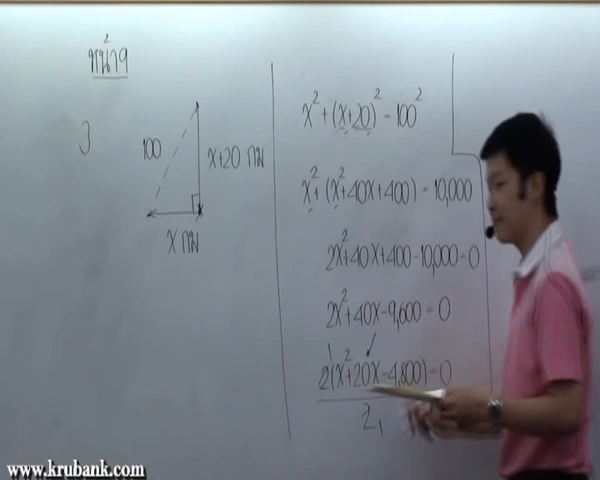 หน้า 9
3
100
x+20 กม
x กม
x² + (x+20)² = 100²
x² + (x²+40x+400) = 10,000
2x²+40x+400-10,000=0
2x²+40x-9,600=0
2(x²+20x-4,800)=0
2
www.krubank.com